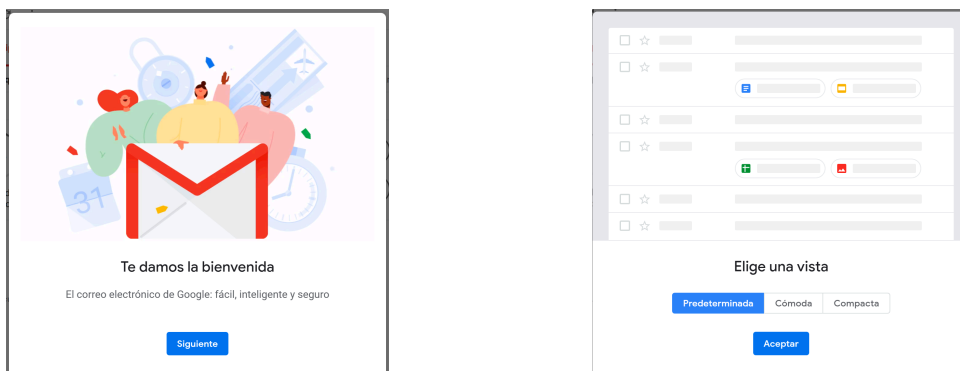 31
Te damos la bienvenida
El correo electrónico de Google: fácil, inteligente y seguro
Siguiente
Elige una vista
Predeterminada Cómoda Compacta
Aceptar